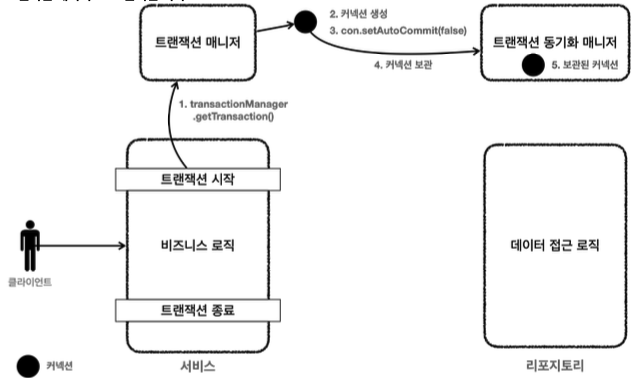 트랜잭션 매니저
2. 커넥션 생성
3. con.setAutoCommit(false)
4. 커넥션 보관
트랜잭션 동기화 매니저
5. 보관된 커넥션
1. transactionManager
.getTransaction()
트랜잭션 시작
비즈니스 로직
트랜잭션 종료
데이터 접근 로직
클라이언트
커넥션
서비스
리포지토리